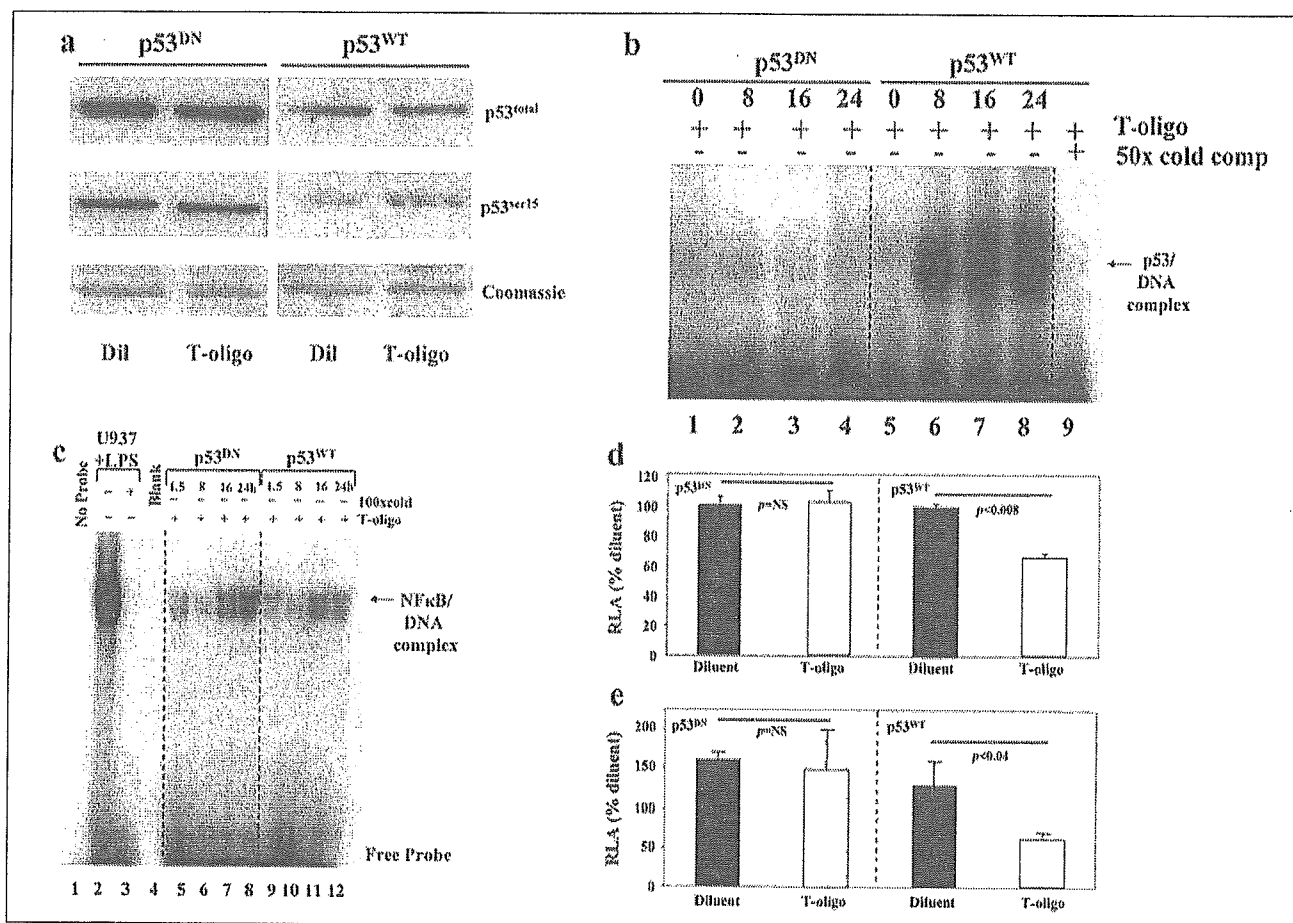 a
p53DN p53WT
p53total
p53ser15
Coomassie
Dil T-oligo Dil T-oligo
b
p53DN p53WT
0 8 16 24 0 8 16 24
+ + + + + + + + + T-oligo
- - - - - - - - + 50x cold comp
← p53/
DNA
complex
1 2 3 4 5 6 7 8 9
c
No Probe
U937
+LPS
Blank
p53DN p53WT
1.5 8 16 24h 1.5 8 16 24h
- + - - - - - - - - 100xcold
- - + + + + + + + + T-oligo
← NFκB/
DNA
complex
Free Probe
1 2 3 4 5 6 7 8 9 10 11 12
d
RLA (% diluent)
120
100
80
60
40
20
0
p53DN
p=NS
p53WT
p<0.008
Diluent T-oligo Diluent T-oligo
e
RLA (% diluent)
200
150
100
50
0
p53DN
p=NS
p53WT
p<0.04
Diluent T-oligo Diluent T-oligo